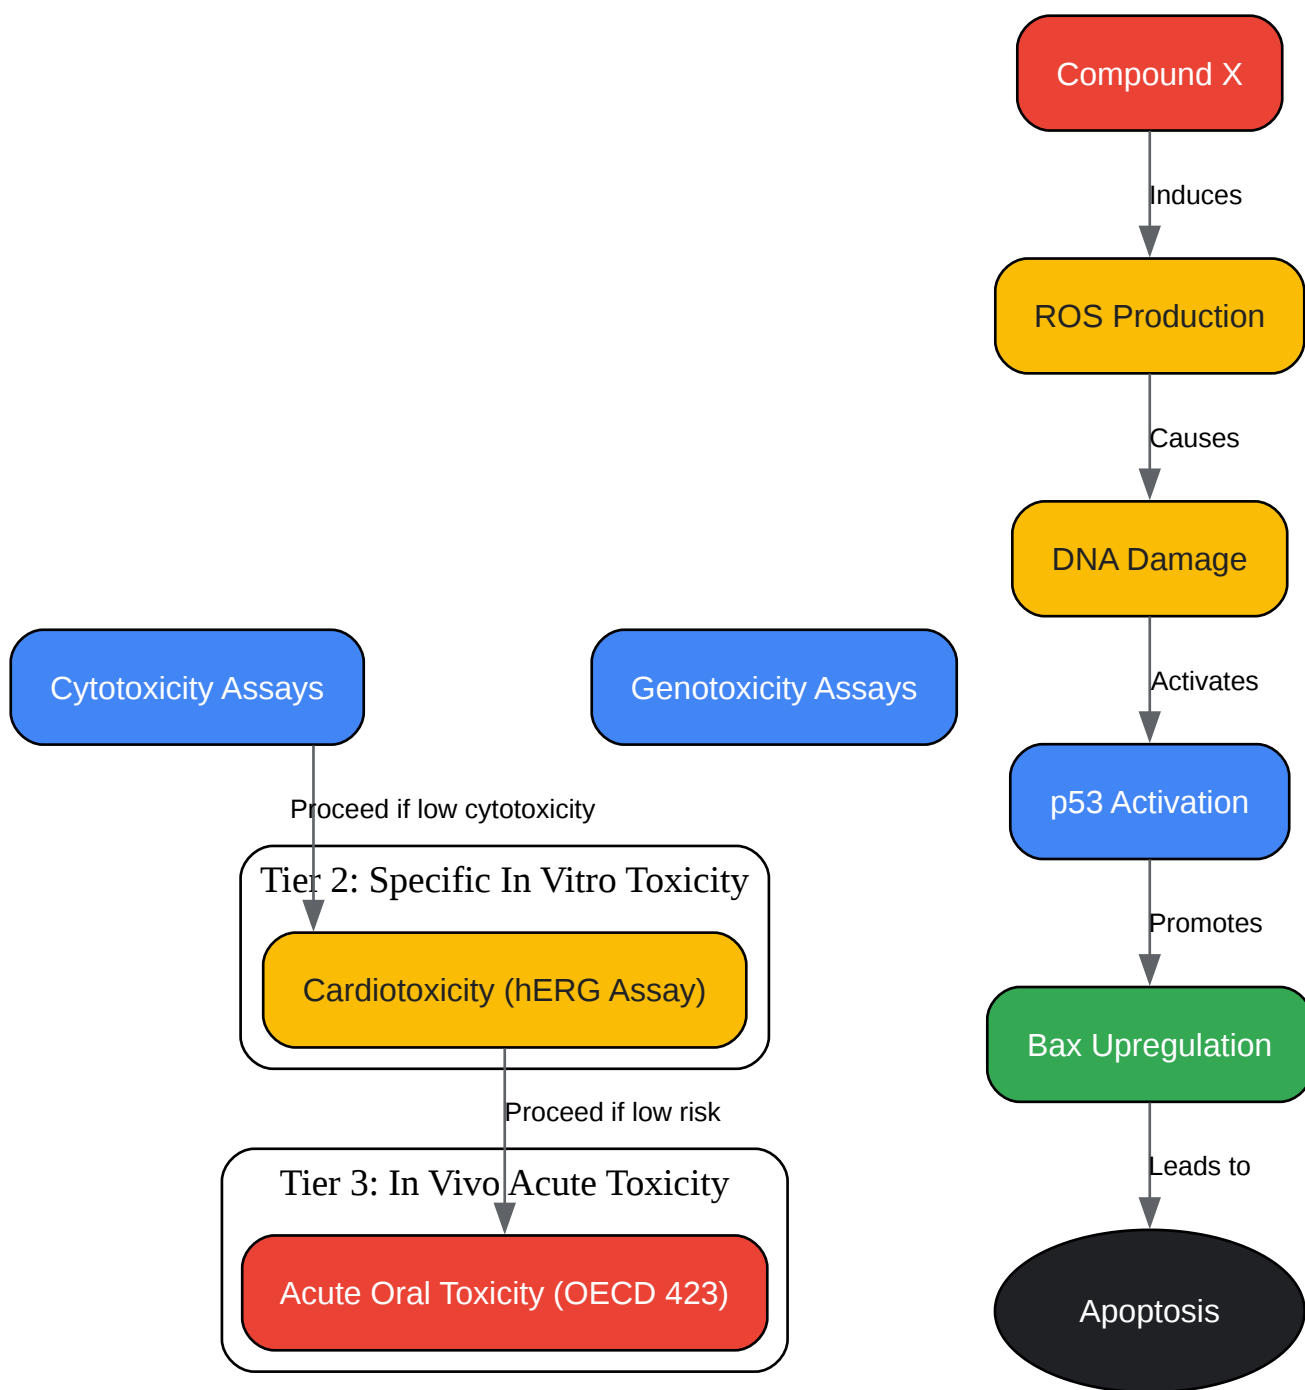 Compound X
Induces
ROS Production
Causes
DNA Damage
Activates
p53 Activation
Promotes
Bax Upregulation
Leads to
Apoptosis
Cytotoxicity Assays
Genotoxicity Assays
Proceed if low cytotoxicity
Tier 2: Specific In Vitro Toxicity
Cardiotoxicity (hERG Assay)
Proceed if low risk
Tier 3: In Vivo Acute Toxicity
Acute Oral Toxicity (OECD 423)